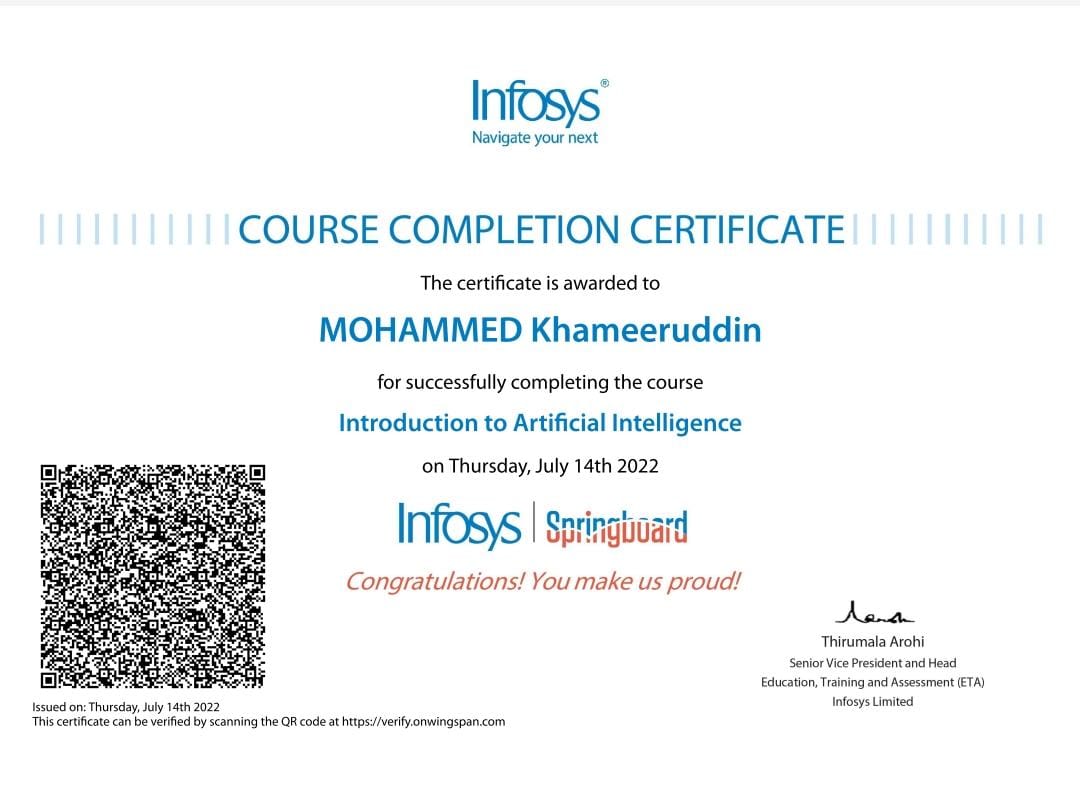 Infosys®
Navigate your next
COURSE COMPLETION CERTIFICATE
The certificate is awarded to
MOHAMMED Khameeruddin
for successfully completing the course
Introduction to Artificial Intelligence
on Thursday, July 14th 2022
Infosys | Springboard
Congratulations! You make us proud!
Thirumala Arohi
Senior Vice President and Head
Education, Training and Assessment (ETA)
Infosys Limited
Issued on: Thursday, July 14th 2022
This certificate can be verified by scanning the QR code at https://verify.onwingspan.com